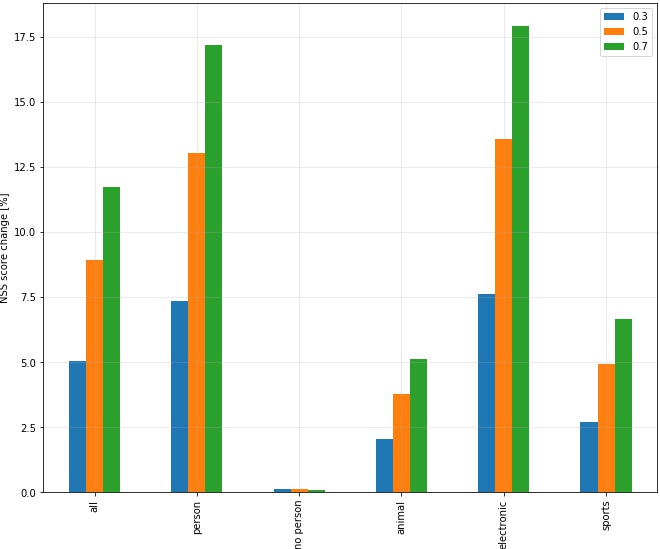 0.3
0.5
0.7
17.5
15.0
12.5
10.0
7.5
5.0
2.5
0.0
NSS score change [%]
all
person
no person
animal
electronic
sports